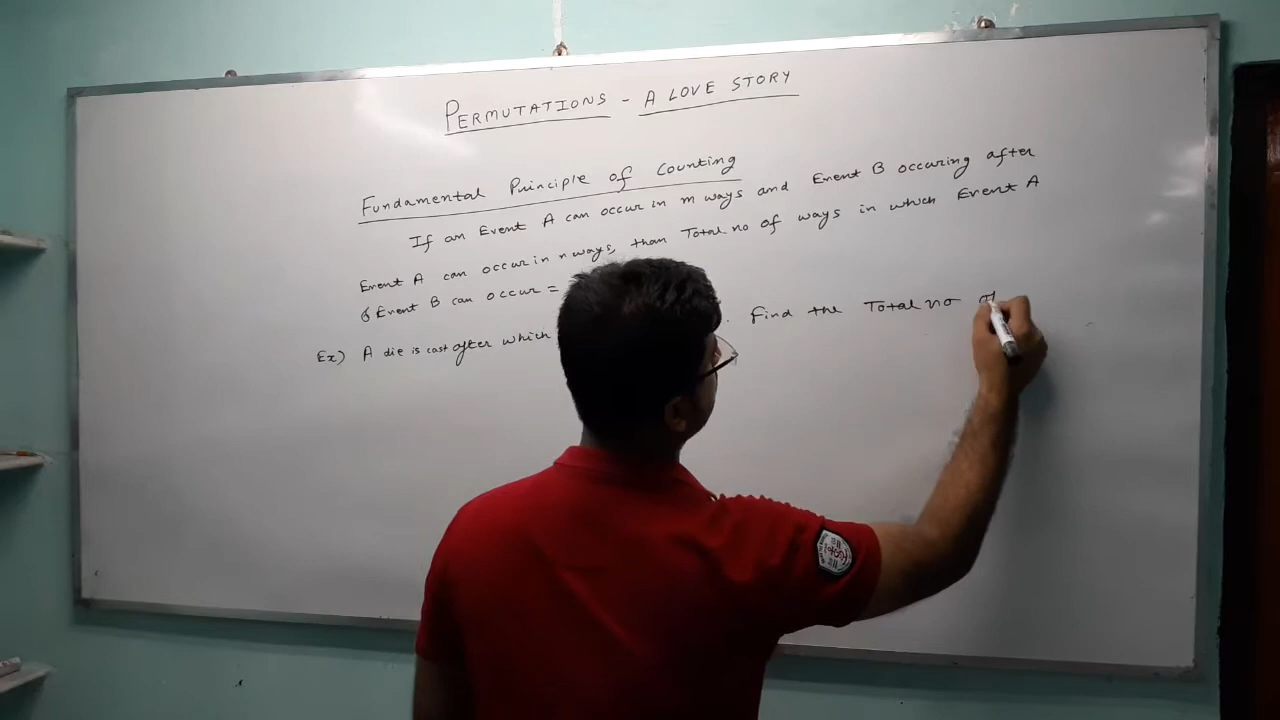 PERMUTATIONS - A LOVE STORY
Fundamental Principle of Counting
If an Event A can occur in m ways and Event B occuring after
Event A can occur in n ways, than Total no of ways in which Event A
& Event B can occur =
Ex) A die is cast after which . Find the Total no of